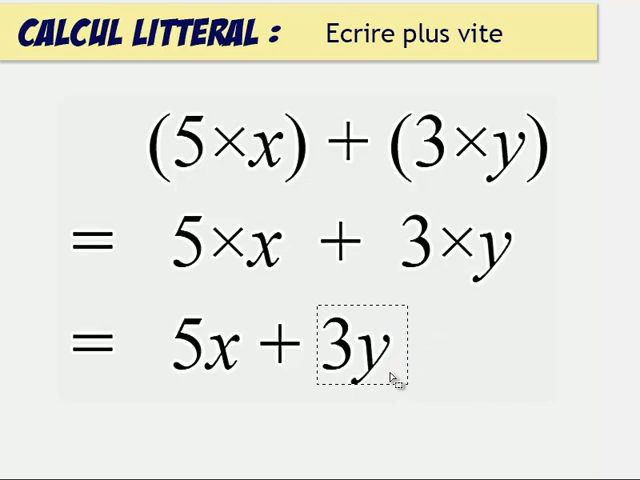 CALCUL LITTERAL : Ecrire plus vite
(5×x) + (3×y)
= 5×x + 3×y
= 5x + 3y